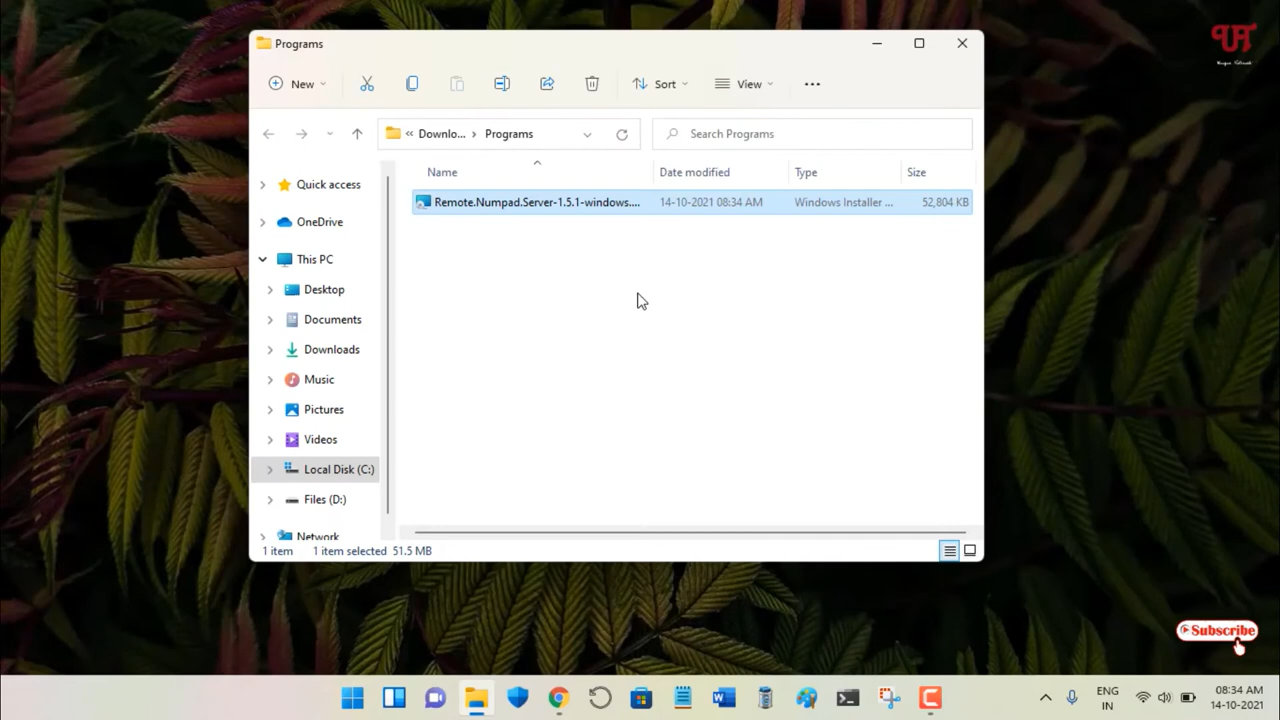 Programs
New
Sort
View
Downlo...
Programs
Search Programs
Name
Date modified
Type
Size
Quick access
OneDrive
This PC
Desktop
Documents
Downloads
Music
Pictures
Videos
Local Disk (C:)
Files (D:)
Network
Remote.Numpad.Server-1.5.1-windows....
14-10-2021 08:34 AM
Windows Installer ...
52,804 KB
1 item
1 item selected 51.5 MB
Subscribe
ENG
IN
08:34 AM
14-10-2021